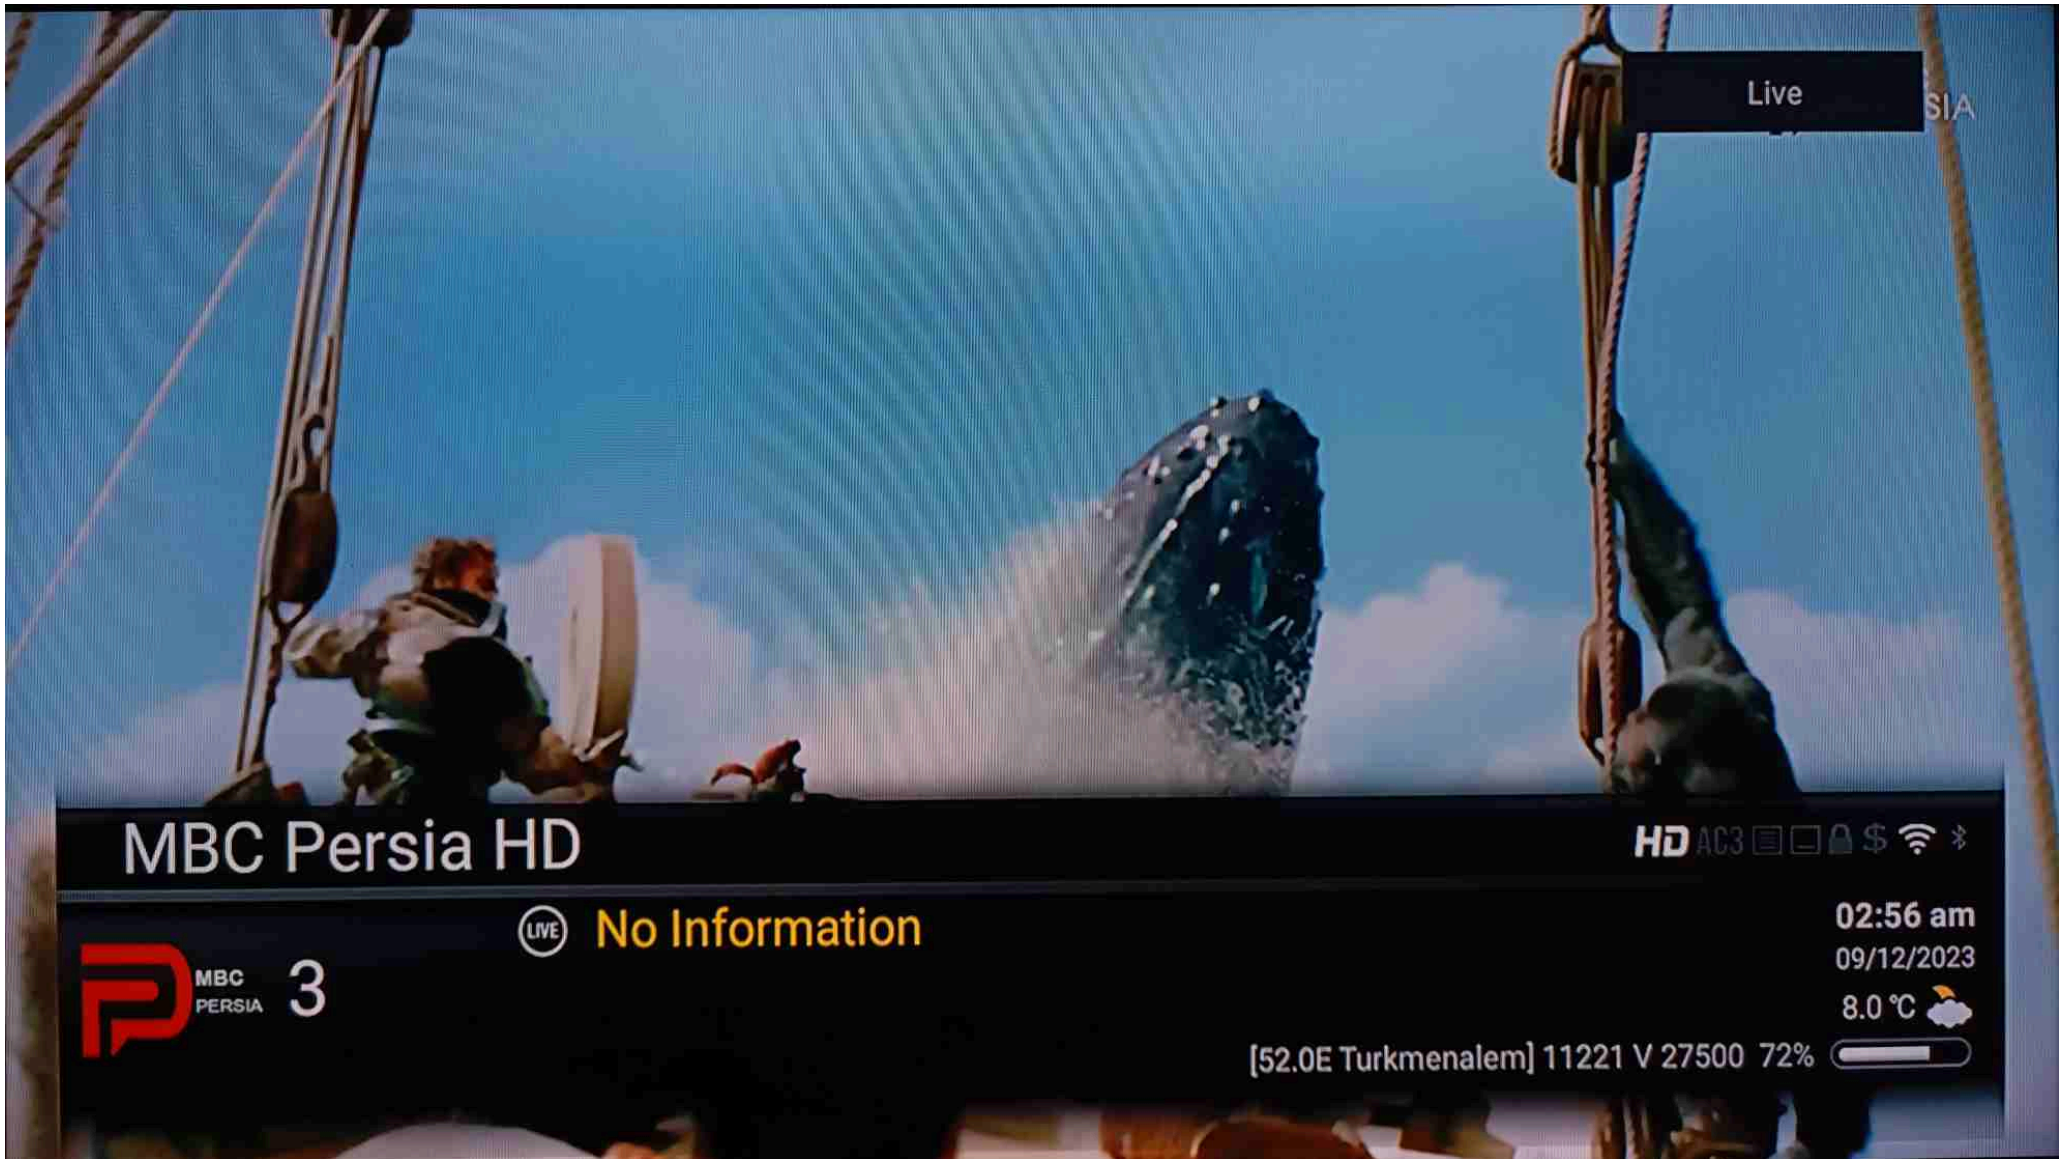 Live
SIA
MBC Persia HD
HD AC3 $
LIVE No Information
02:56 am
09/12/2023
8.0 °C
MBC
PERSIA
3
[52.0E Turkmenalem] 11221 V 27500 72%